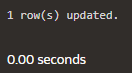 1 row(s) updated.
0.00 seconds